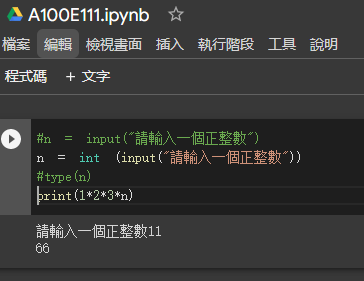 A100E111.ipynb
檔案 編輯 檢視畫面 插入 執行階段 工具 說明
程式碼 + 文字
#n = input("請輸入一個正整數")
n = int (input("請輸入一個正整數"))
#type(n)
print(1*2*3*n)
請輸入一個正整數11
66